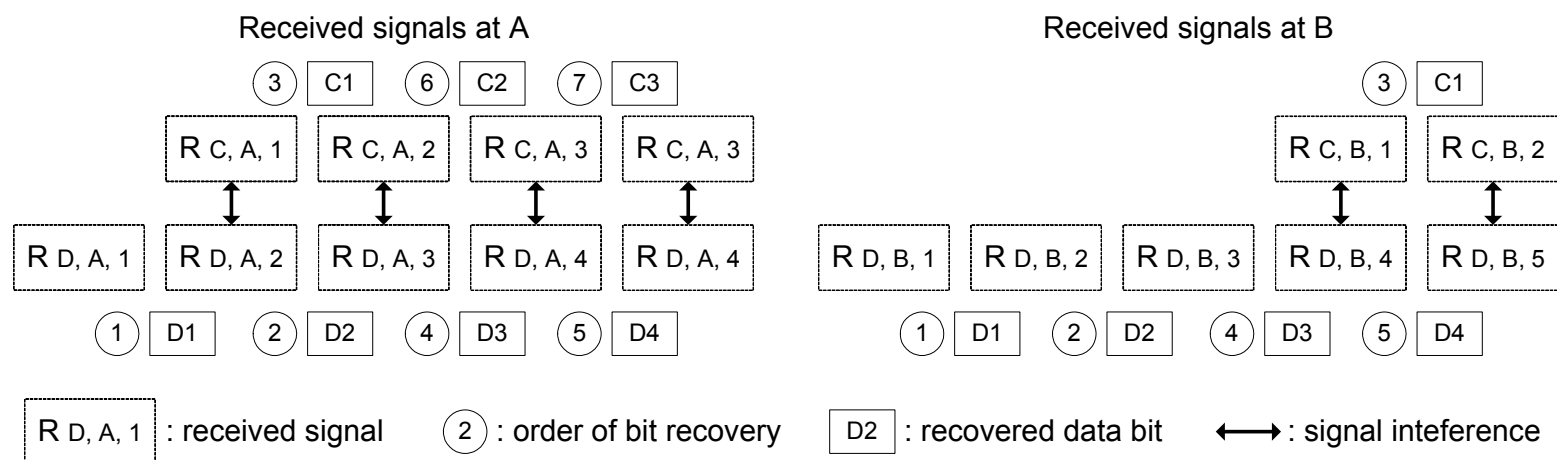 Received signals at A Received signals at B
3 C1 6 C2 7 C3 3 C1
R C, A, 1 R C, A, 2 R C, A, 3 R C, A, 3 R C, B, 1 R C, B, 2
R D, A, 1 R D, A, 2 R D, A, 3 R D, A, 4 R D, A, 4 R D, B, 1 R D, B, 2 R D, B, 3 R D, B, 4 R D, B, 5
1 D1 2 D2 4 D3 5 D4 1 D1 2 D2 4 D3 5 D4
R D, A, 1 : received signal 2 : order of bit recovery D2 : recovered data bit : signal inteference